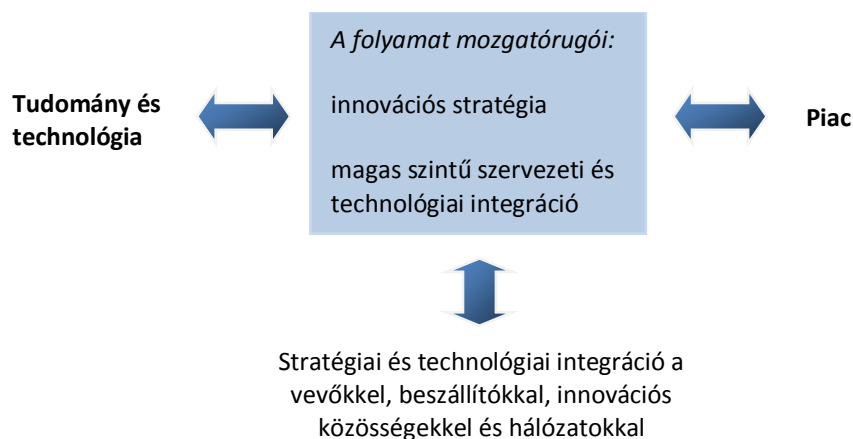 A folyamat mozgatórugói:
innovációs stratégia
magas szintű szervezeti és
technológiai integráció
Tudomány és
technológia
Piac
Stratégiai és technológiai integráció a
vevőkkel, beszállítókkal, innovációs
közösségekkel és hálózatokkal